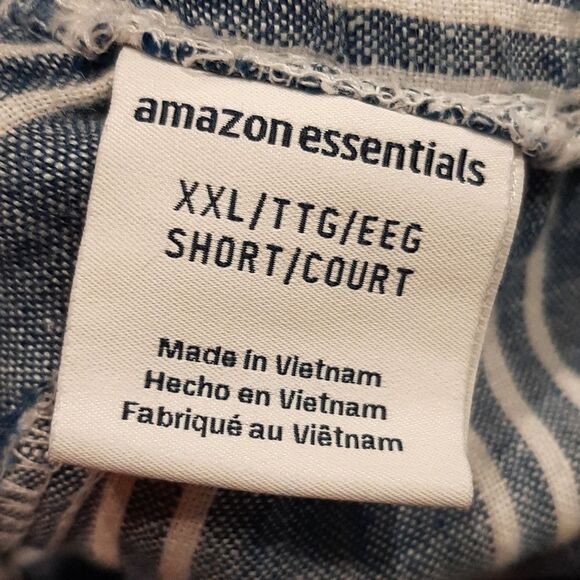 amazon essentials
XXL/TTG/EEG
SHORT/COURT
Made in Vietnam
Hecho en Vietnam
Fabriqué au Viêtnam